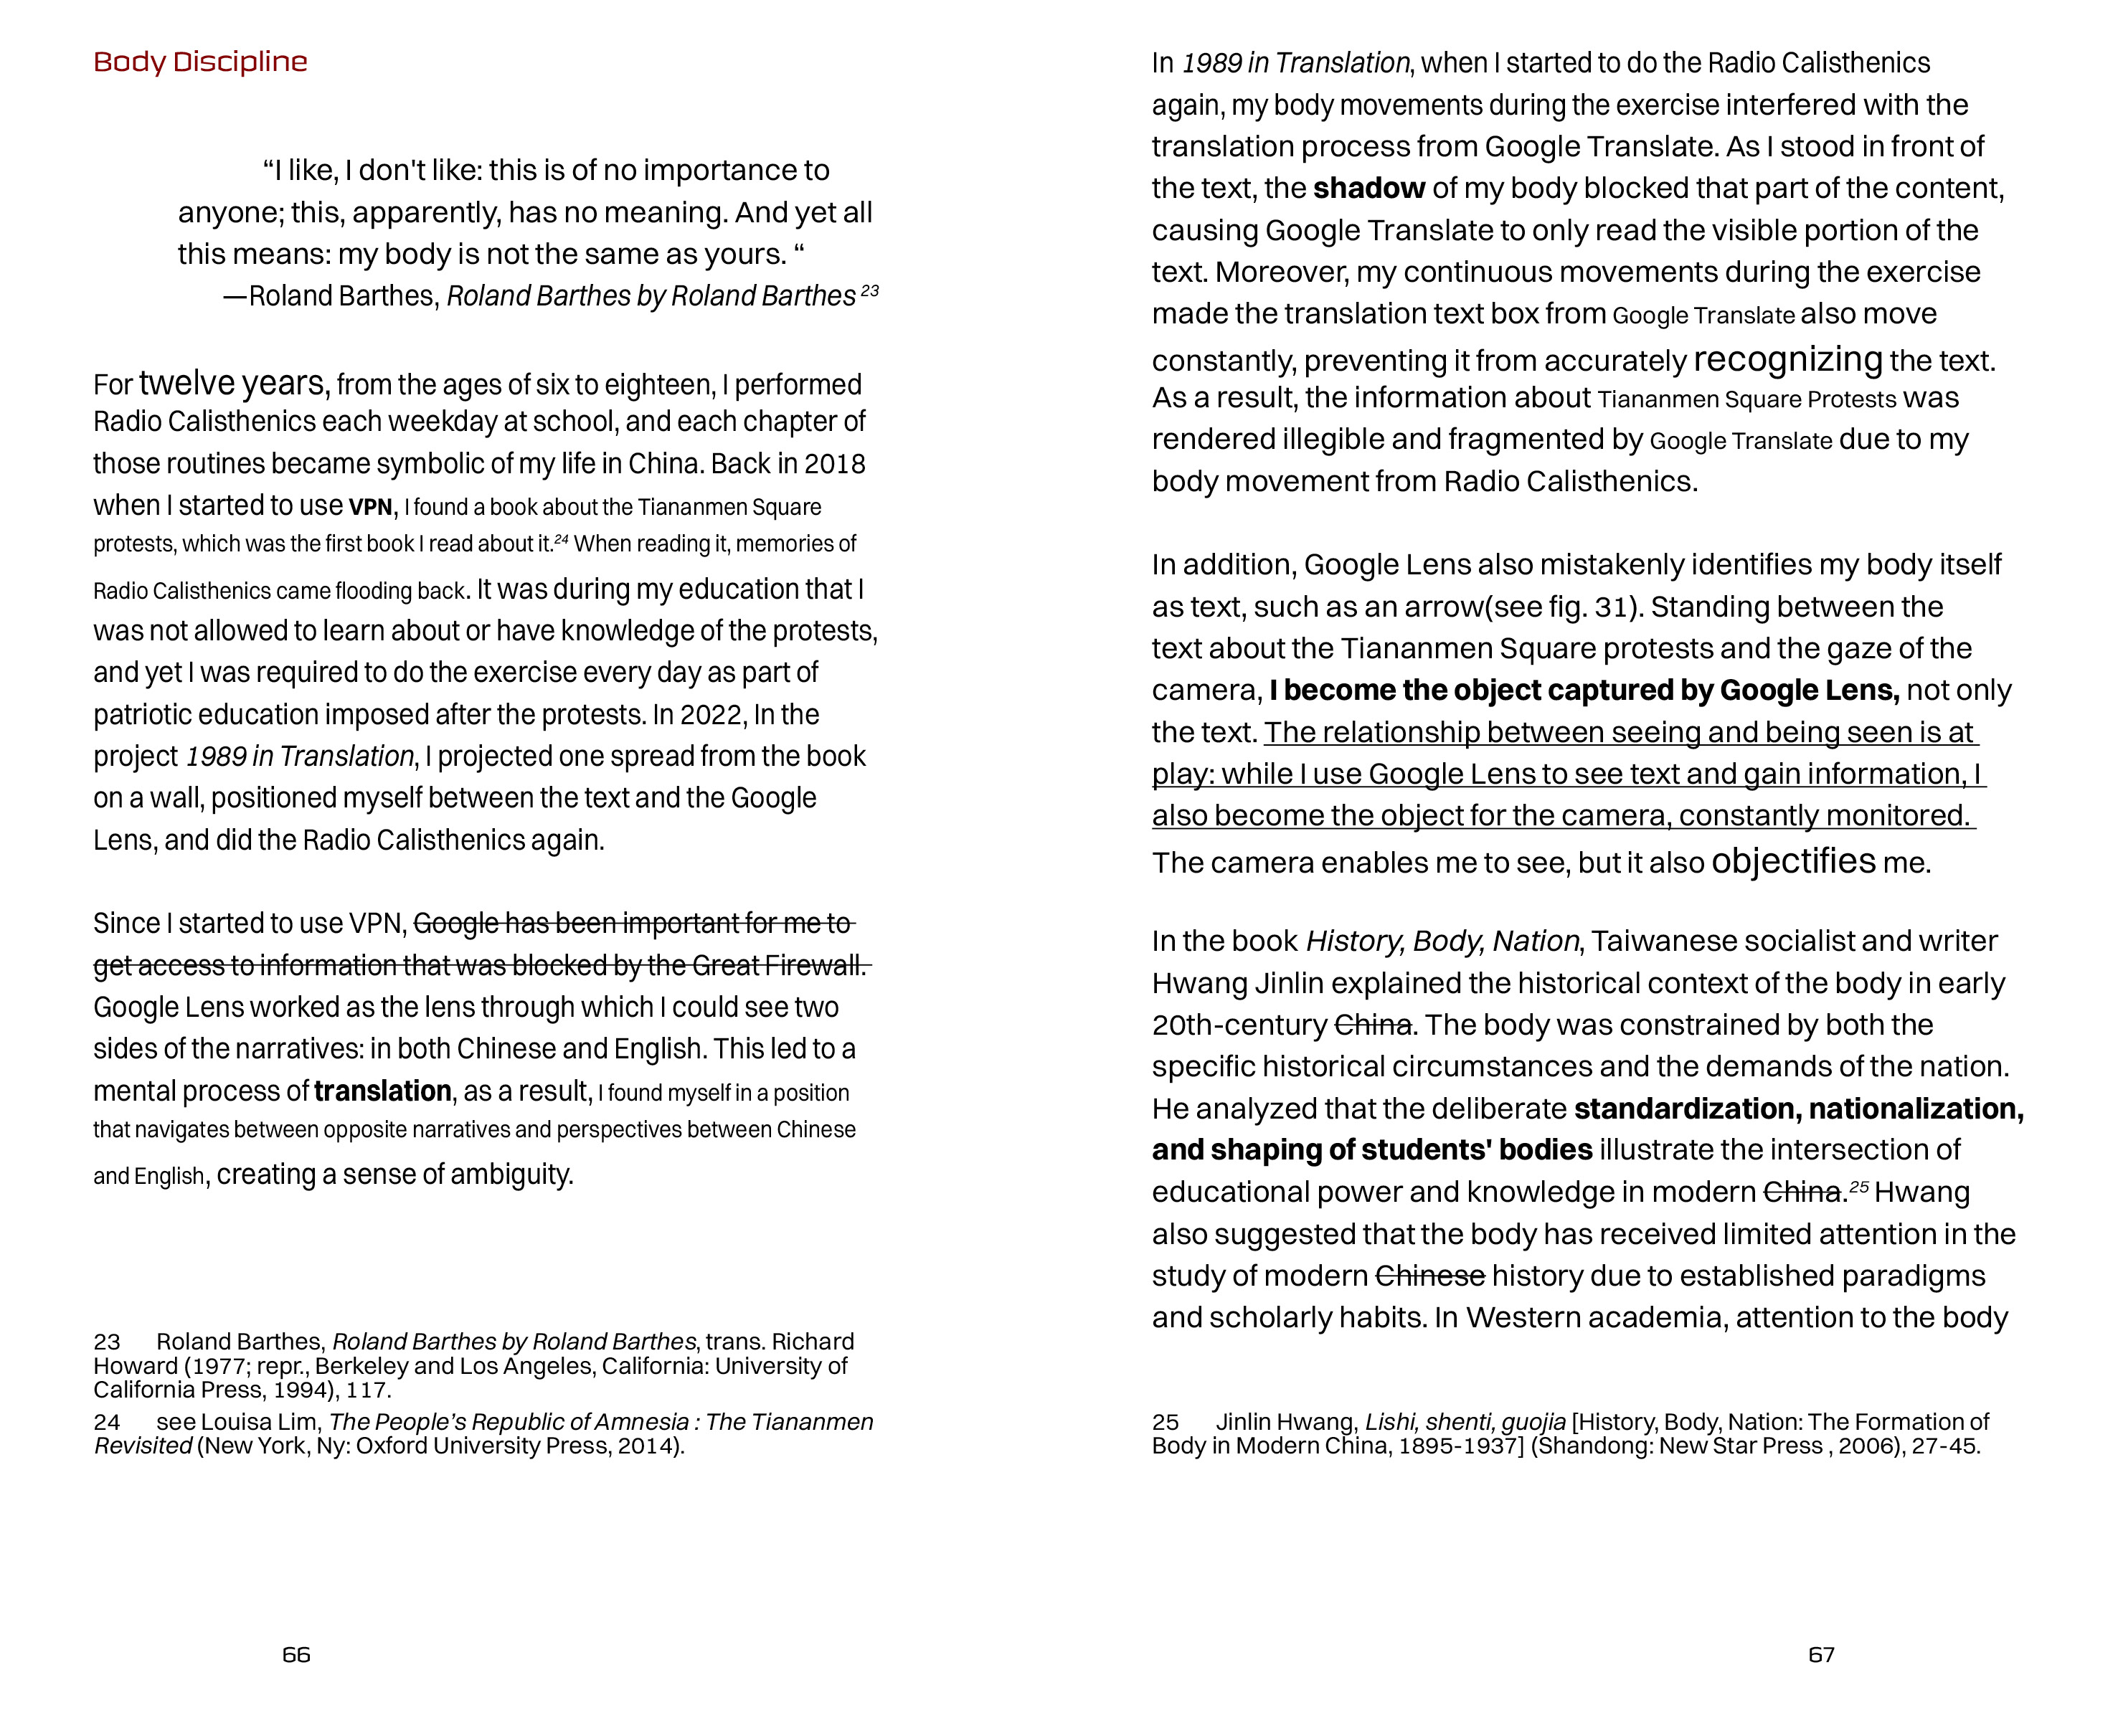 Body Discipline
“I like, I don't like: this is of no importance to
anyone; this, apparently, has no meaning. And yet all
this means: my body is not the same as yours. “
—Roland Barthes, Roland Barthes by Roland Barthes 23
For twelve years, from the ages of six to eighteen, I performed
Radio Calisthenics each weekday at school, and each chapter of
those routines became symbolic of my life in China. Back in 2018
when I started to use VPN, I found a book about the Tiananmen Square
protests, which was the first book I read about it.24 When reading it, memories of
Radio Calisthenics came flooding back. It was during my education that I
was not allowed to learn about or have knowledge of the protests,
and yet I was required to do the exercise every day as part of
patriotic education imposed after the protests. In 2022, In the
project 1989 in Translation, I projected one spread from the book
on a wall, positioned myself between the text and the Google
Lens, and did the Radio Calisthenics again.
Since I started to use VPN, Google has been important for me to
get access to information that was blocked by the Great Firewall.
Google Lens worked as the lens through which I could see two
sides of the narratives: in both Chinese and English. This led to a
mental process of translation, as a result, I found myself in a position
that navigates between opposite narratives and perspectives between Chinese
and English, creating a sense of ambiguity.
23 Roland Barthes, Roland Barthes by Roland Barthes, trans. Richard
Howard (1977; repr., Berkeley and Los Angeles, California: University of
California Press, 1994), 117.
24 see Louisa Lim, The People’s Republic of Amnesia : The Tiananmen
Revisited (New York, Ny: Oxford University Press, 2014).
66
In 1989 in Translation, when I started to do the Radio Calisthenics
again, my body movements during the exercise interfered with the
translation process from Google Translate. As I stood in front of
the text, the shadow of my body blocked that part of the content,
causing Google Translate to only read the visible portion of the
text. Moreover, my continuous movements during the exercise
made the translation text box from Google Translate also move
constantly, preventing it from accurately recognizing the text.
As a result, the information about Tiananmen Square Protests was
rendered illegible and fragmented by Google Translate due to my
body movement from Radio Calisthenics.
In addition, Google Lens also mistakenly identifies my body itself
as text, such as an arrow(see fig. 31). Standing between the
text about the Tiananmen Square protests and the gaze of the
camera, I become the object captured by Google Lens, not only
the text. The relationship between seeing and being seen is at
play: while I use Google Lens to see text and gain information, I
also become the object for the camera, constantly monitored.
The camera enables me to see, but it also objectifies me.
In the book History, Body, Nation, Taiwanese socialist and writer
Hwang Jinlin explained the historical context of the body in early
20th-century China. The body was constrained by both the
specific historical circumstances and the demands of the nation.
He analyzed that the deliberate standardization, nationalization,
and shaping of students' bodies illustrate the intersection of
educational power and knowledge in modern China.25 Hwang
also suggested that the body has received limited attention in the
study of modern Chinese history due to established paradigms
and scholarly habits. In Western academia, attention to the body
25 Jinlin Hwang, Lishi, shenti, guojia [History, Body, Nation: The Formation of
Body in Modern China, 1895-1937] (Shandong: New Star Press , 2006), 27-45.
67